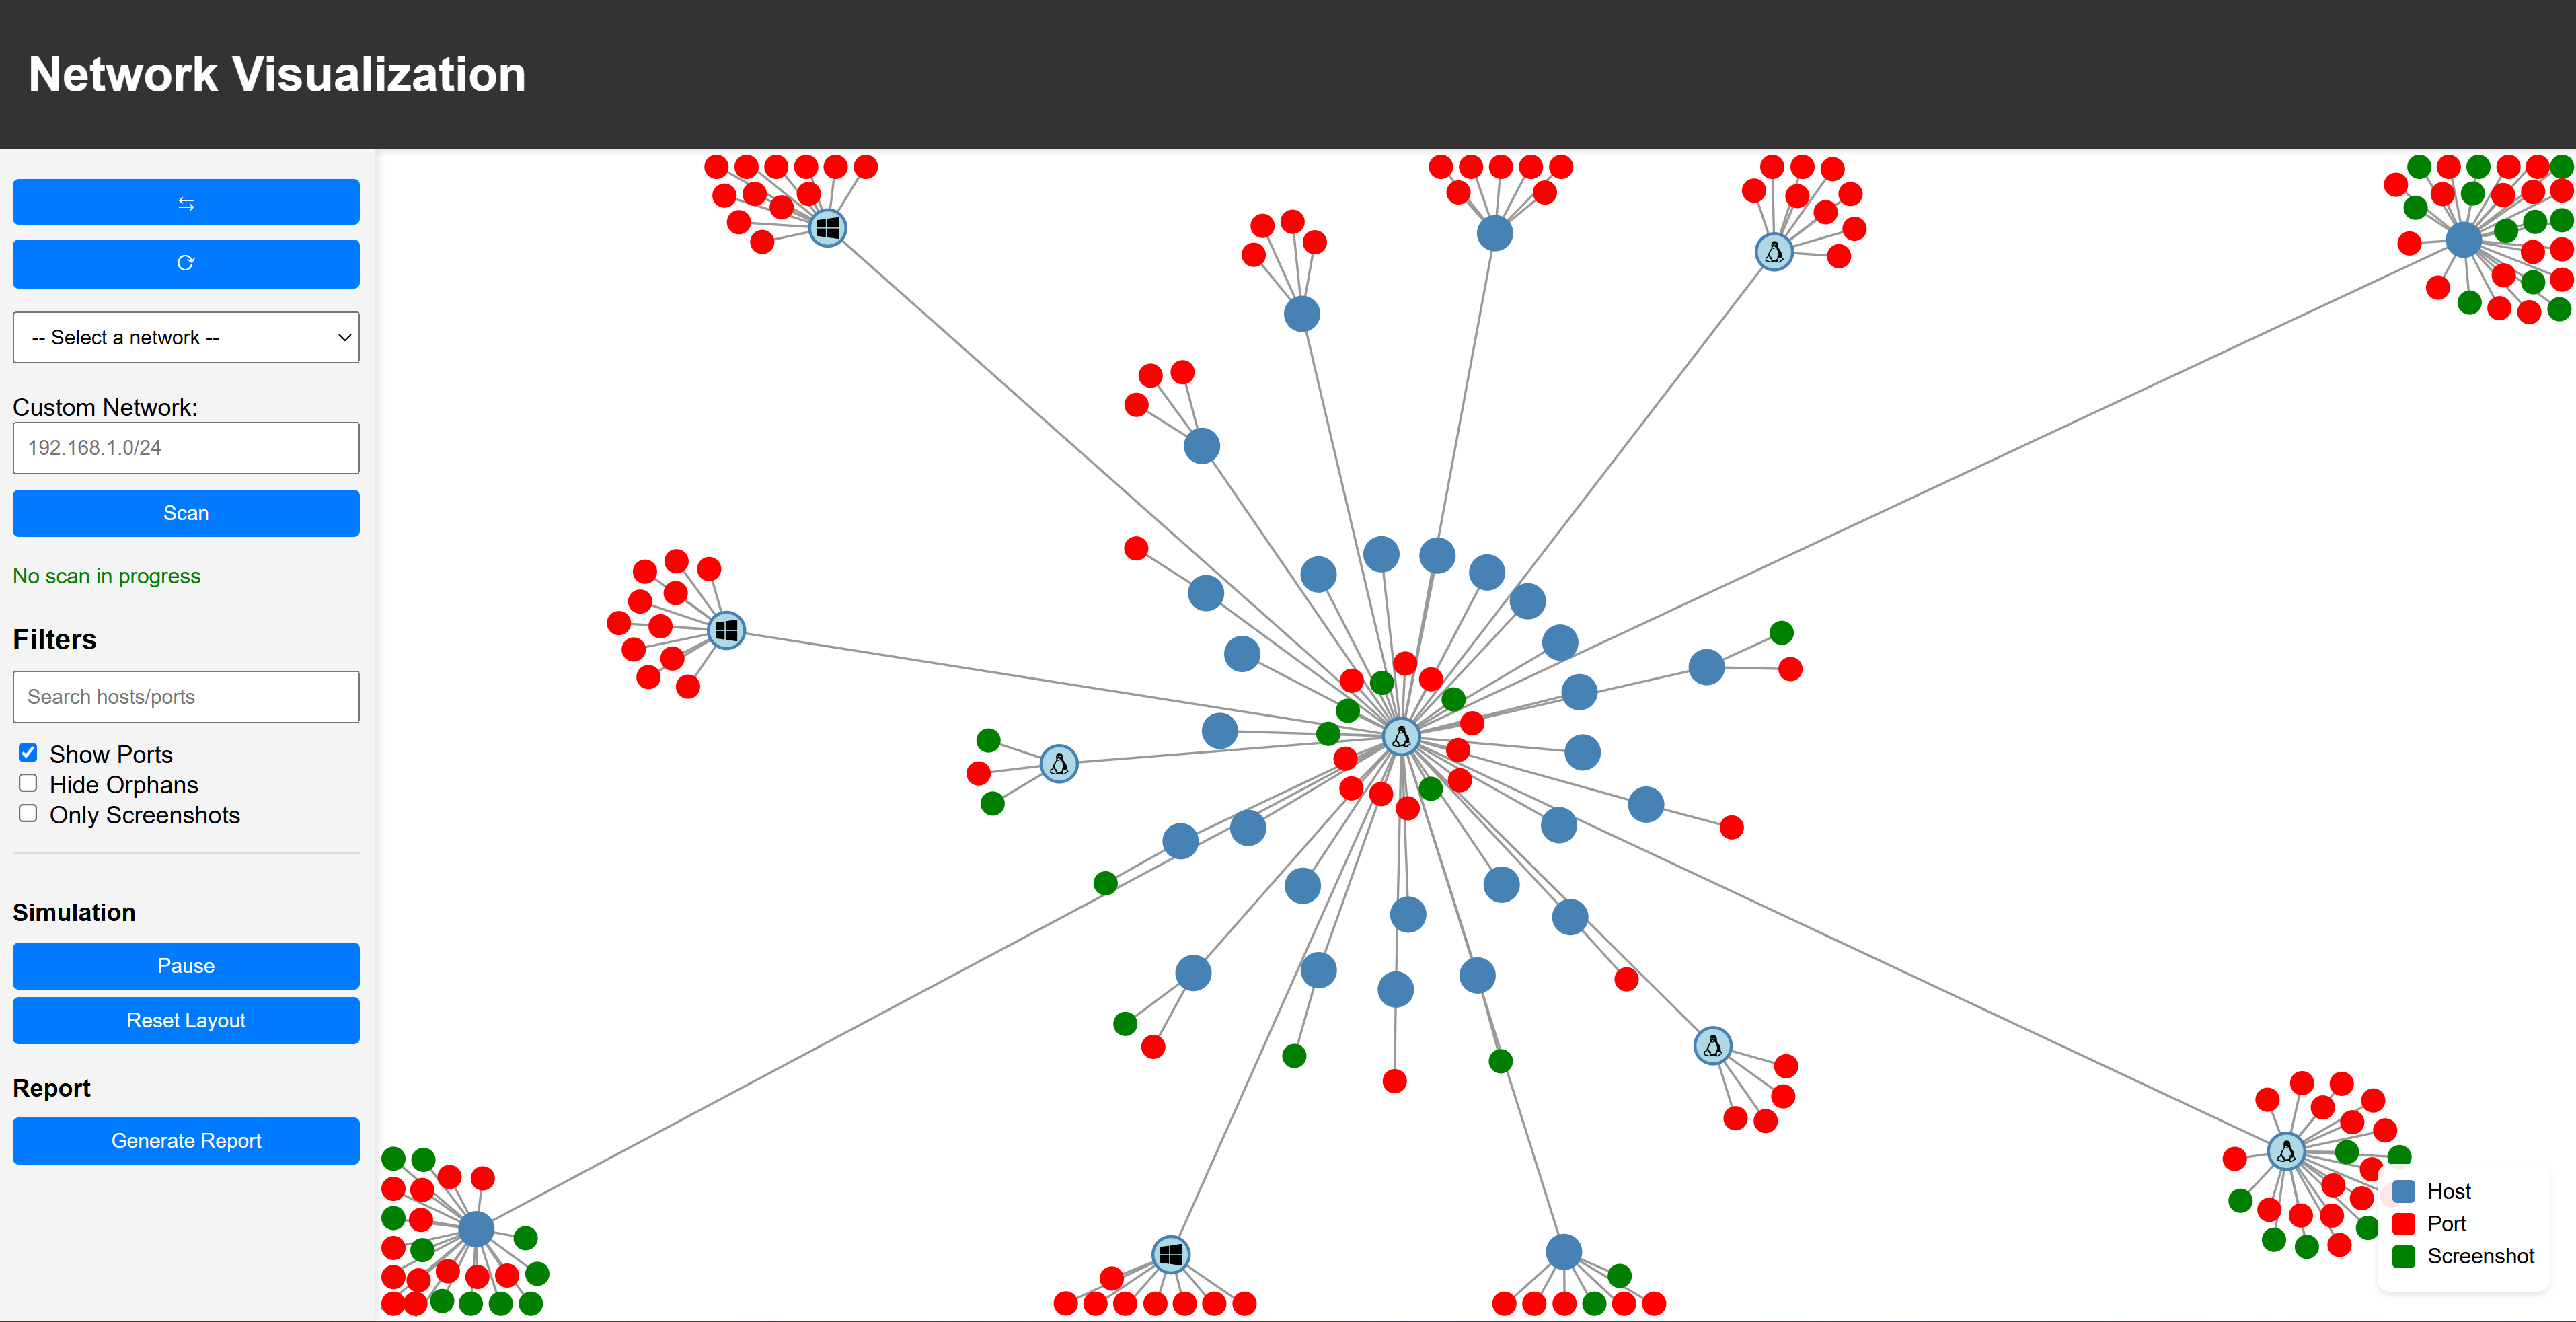 Network Visualization
⇆
⟳
-- Select a network --
Custom Network:
192.168.1.0/24
Scan
No scan in progress
Filters
Search hosts/ports
Show Ports
Hide Orphans
Only Screenshots
Simulation
Pause
Reset Layout
Report
Generate Report
Host
Port
Screenshot